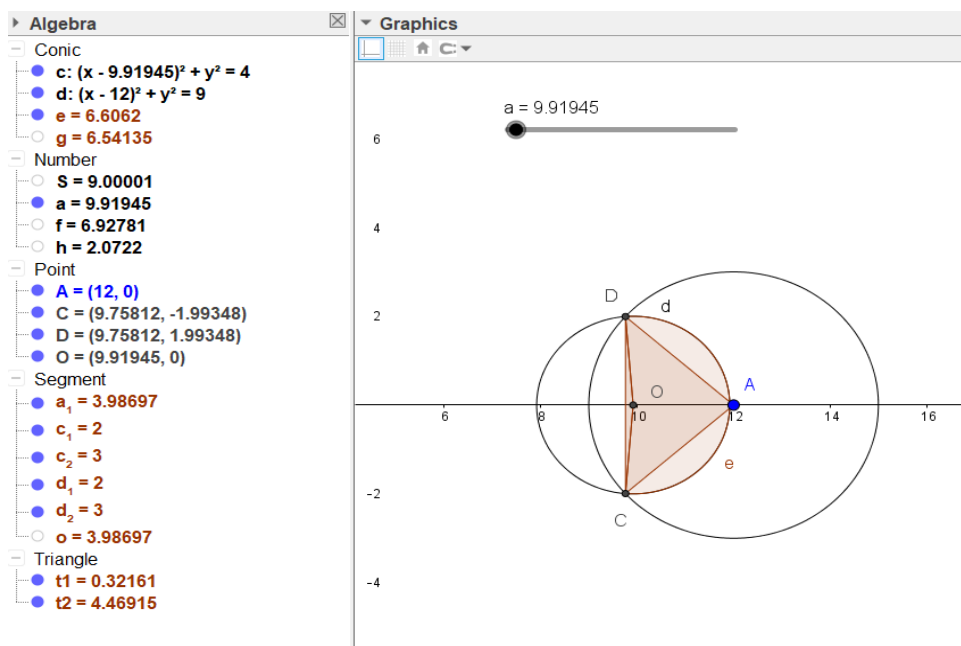 Algebra
Conic
c: (x - 9.91945)² + y² = 4
d: (x - 12)² + y² = 9
e = 6.6062
g = 6.54135
Number
S = 9.00001
a = 9.91945
f = 6.92781
h = 2.0722
Point
A = (12, 0)
C = (9.75812, -1.99348)
D = (9.75812, 1.99348)
O = (9.91945, 0)
Segment
a₁ = 3.98697
c₁ = 2
c₂ = 3
d₁ = 2
d₂ = 3
o = 3.98697
Triangle
t1 = 0.32161
t2 = 4.46915
Graphics
a = 9.91945
6
4
2
-2
-4
6 8 10 12 14 16
D
d
A
O
e
C